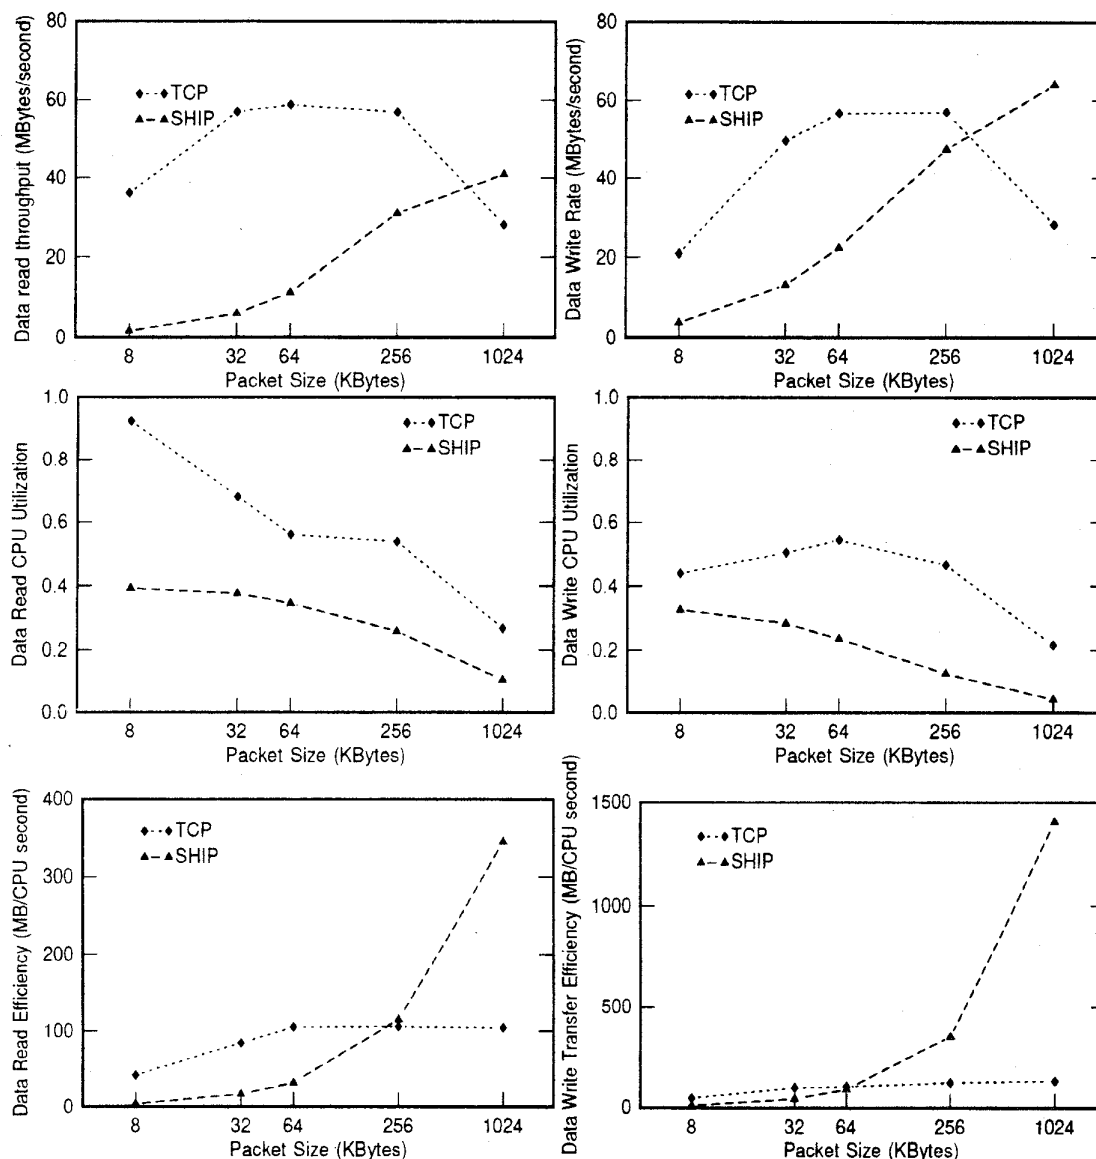 Data read throughput (MBytes/second)
80
60
40
20
0
TCP
SHIP
8 32 64 256 1024
Packet Size (KBytes)
Data Write Rate (MBytes/second)
80
60
40
20
0
TCP
SHIP
8 32 64 256 1024
Packet Size (KBytes)
Data Read CPU Utilization
1.0
0.8
0.6
0.4
0.2
0.0
TCP
SHIP
8 32 64 256 1024
Packet Size (KBytes)
Data Write CPU Utilization
1.0
0.8
0.6
0.4
0.2
0.0
TCP
SHIP
8 32 64 256 1024
Packet Size (KBytes)
Data Read Efficiency (MB/CPU second)
400
300
200
100
0
TCP
SHIP
8 32 64 256 1024
Packet Size (KBytes)
Data Write Transfer Efficiency (MB/CPU second)
1500
1000
500
100
0
TCP
SHIP
8 32 64 256 1024
Packet Size (KBytes)